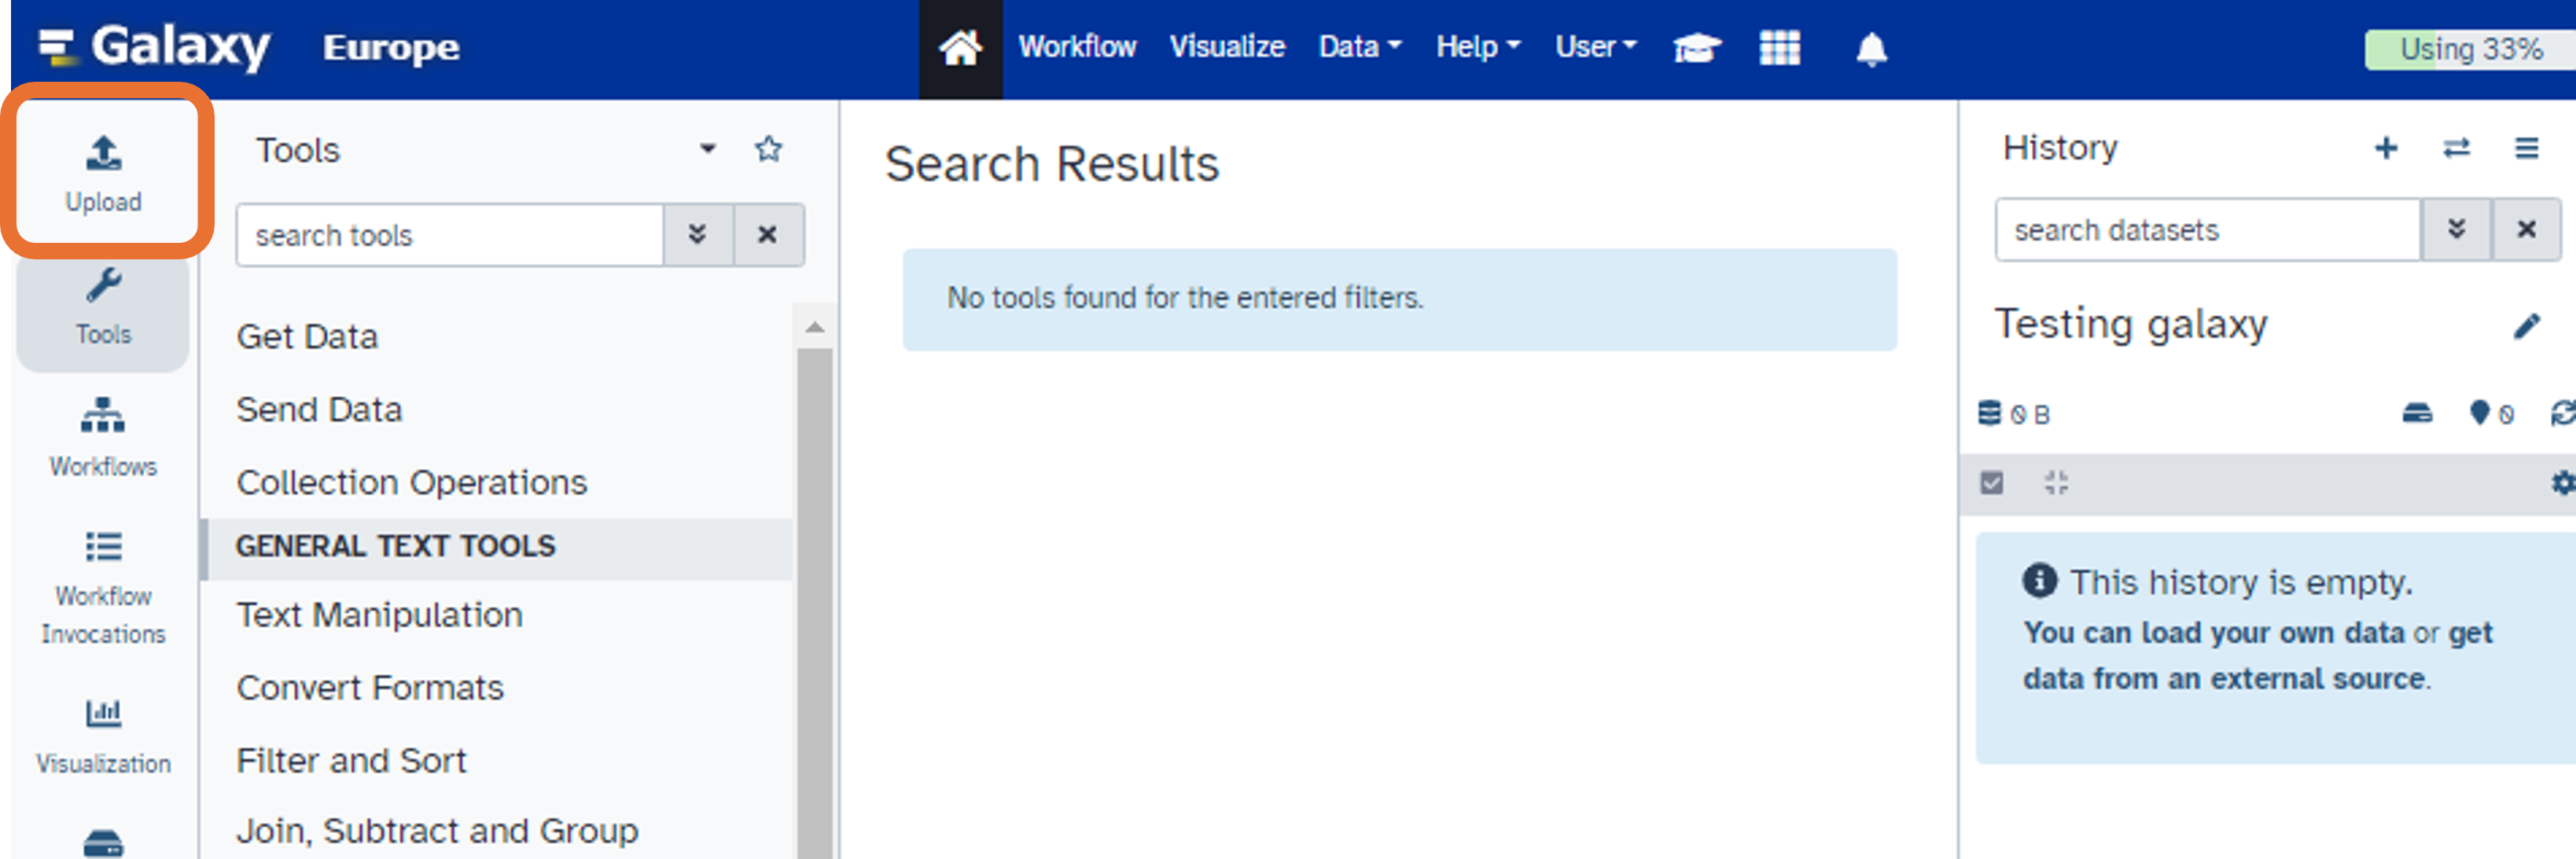 Galaxy Europe
Workflow Visualize Data Help User
Using 33%
Upload
Tools
Workflows
Workflow
Invocations
Visualization
Tools
search tools
Get Data
Send Data
Collection Operations
GENERAL TEXT TOOLS
Text Manipulation
Convert Formats
Filter and Sort
Join, Subtract and Group
Search Results
No tools found for the entered filters.
History
search datasets
Testing galaxy
0 B 0
This history is empty.
You can load your own data or get
data from an external source.